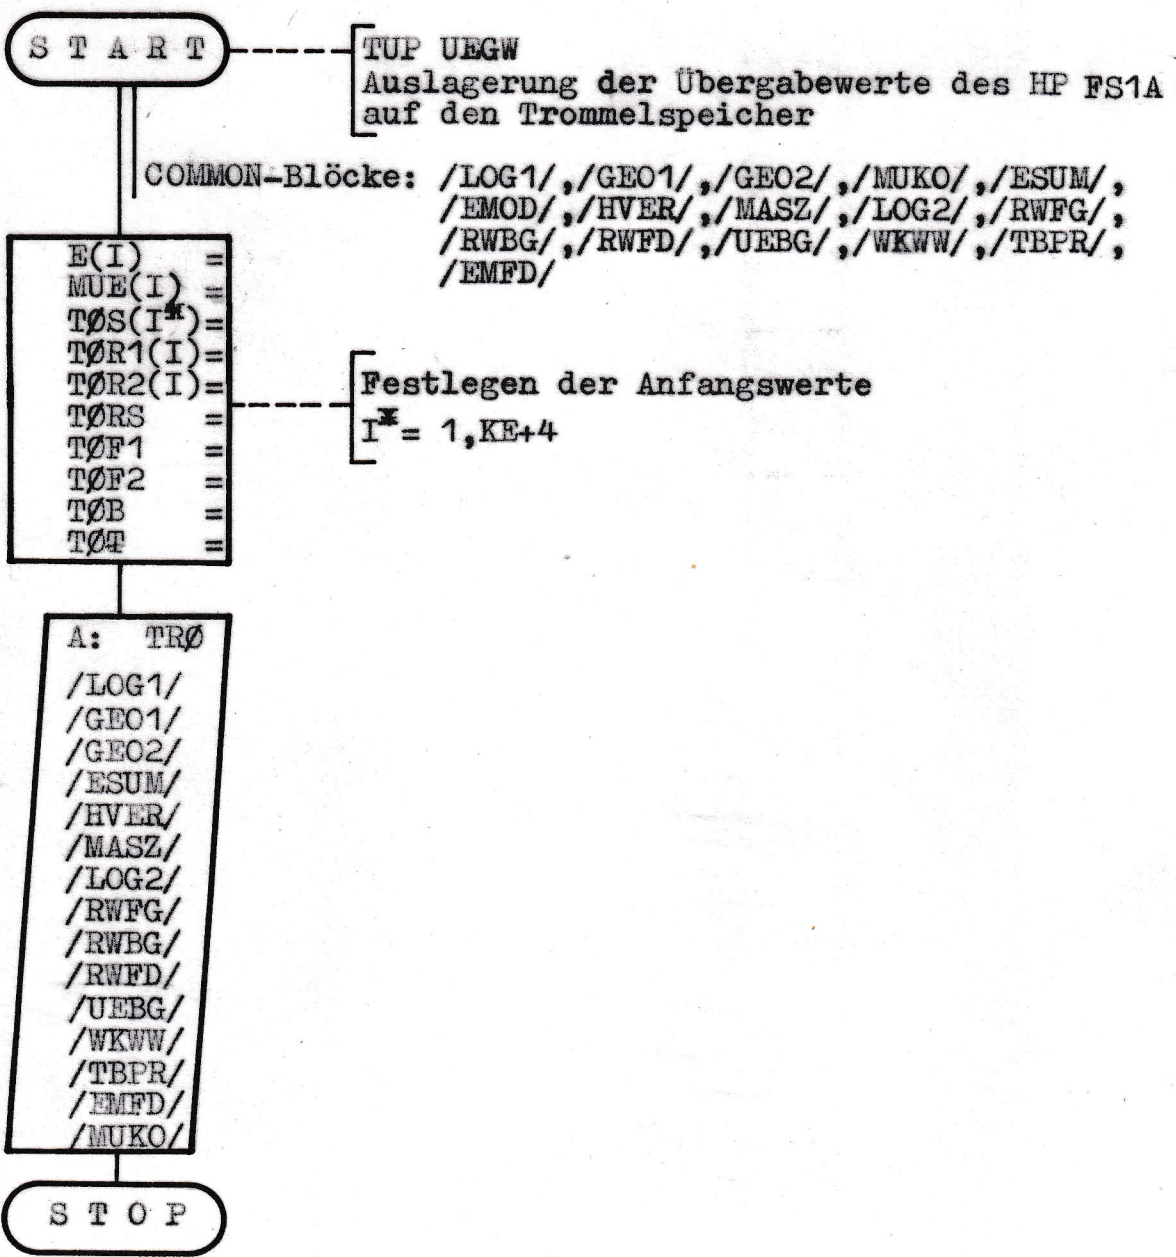 S T A R T
TUP UEGW
Auslagerung der Übergabewerte des HP FS1A
auf den Trommelspeicher
COMMON-Blöcke: /LOG1/,/GEO1/,/GEO2/,/MUKO/,/ESUM/,
/EMOD/,/HVER/,/MASZ/,/LOG2/,/RWFG/,
/RWBG/,/RWFD/,/UEBG/,/WKWW/,/TBPR/,
/EMFD/
E(I) =
MUE(I) =
TØS(I*)=
TØR1(I)=
TØR2(I)=
TØRS =
TØF1 =
TØF2 =
TØB =
TØT =
Festlegen der Anfangswerte
I*= 1,KE+4
A: TRØ
/LOG1/
/GEO1/
/GEO2/
/ESUM/
/HVER/
/MASZ/
/LOG2/
/RWFG/
/RWBG/
/RWFD/
/UEBG/
/WKWW/
/TBPR/
/EMFD/
/MUKO/
S T O P